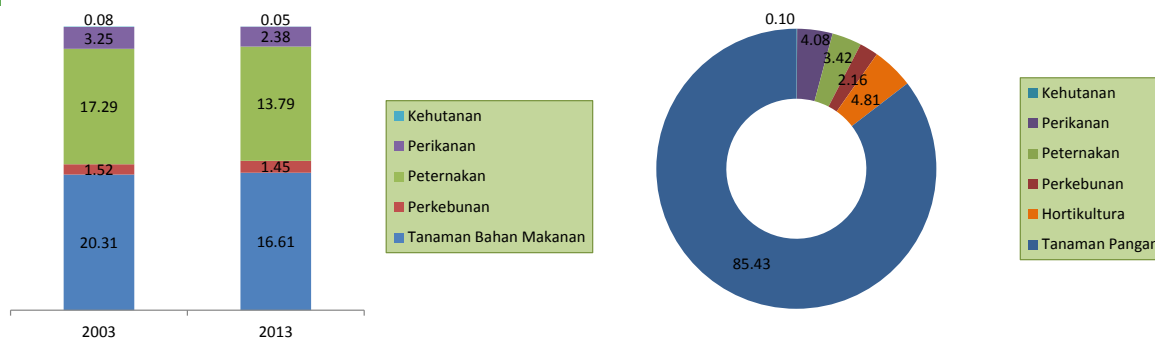 0.08
0.05
3.25
2.38
17.29
13.79
1.52
1.45
20.31
16.61
2003
2013
Kehutanan
Perikanan
Peternakan
Perkebunan
Tanaman Bahan Makanan
0.10
4.08
3.42
2.16
4.81
85.43
Kehutanan
Perikanan
Peternakan
Perkebunan
Hortikultura
Tanaman Pangan